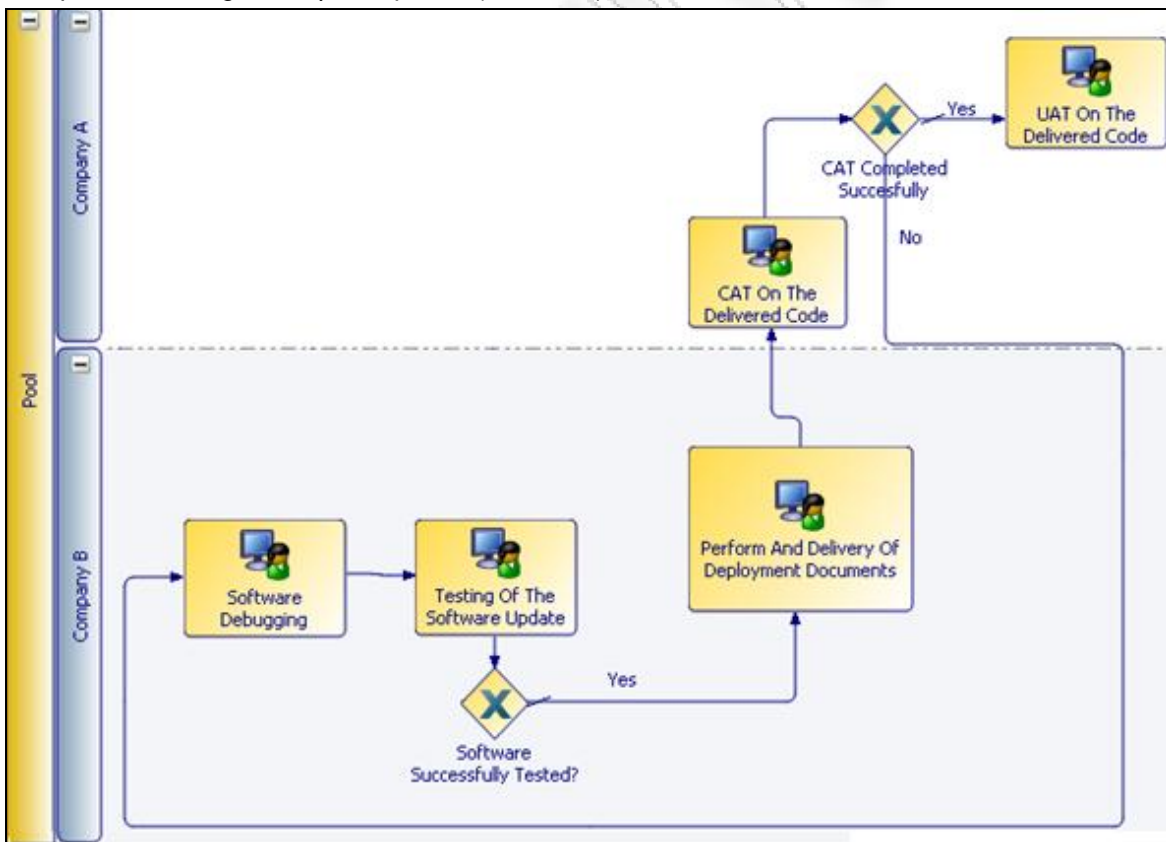 Pool
Company A
Company B
Yes
UAT On The
Delivered Code
CAT Completed
Succesfully
No
CAT On The
Delivered Code
Perform And Delivery Of
Deployment Documents
Software
Debugging
Testing Of The
Software Update
Yes
Software
Successfully Tested?